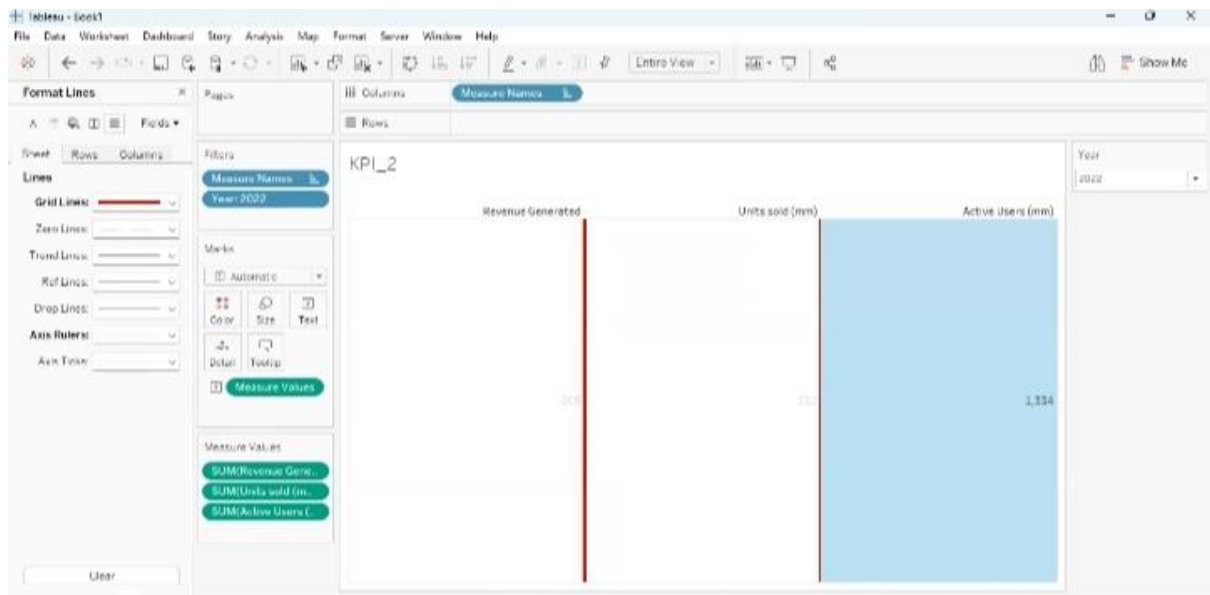 Tableau - Book1
File Data Worksheet Dashboard Story Analysis Map Format Server Window Help
Entire View
Show Me
Format Lines
Fields
Sheet Rows Columns
Lines
Grid Lines:
Zero Lines:
Trend Lines:
Ref Lines:
Drop Lines:
Axis Rulers:
Axis Ticks:
Clear
Pages
Filters
Measure Names
Year: 2022
Marks
Automatic
Color Size Text
Detail Tooltip
Measure Values
Measure Values
SUM(Revenue Gene..
SUM(Units sold (m..
SUM(Active Users (..
Columns
Measure Names
Rows
KPI_2
Revenue Generated Units sold (mm) Active Users (mm)
1,334
Year
2022